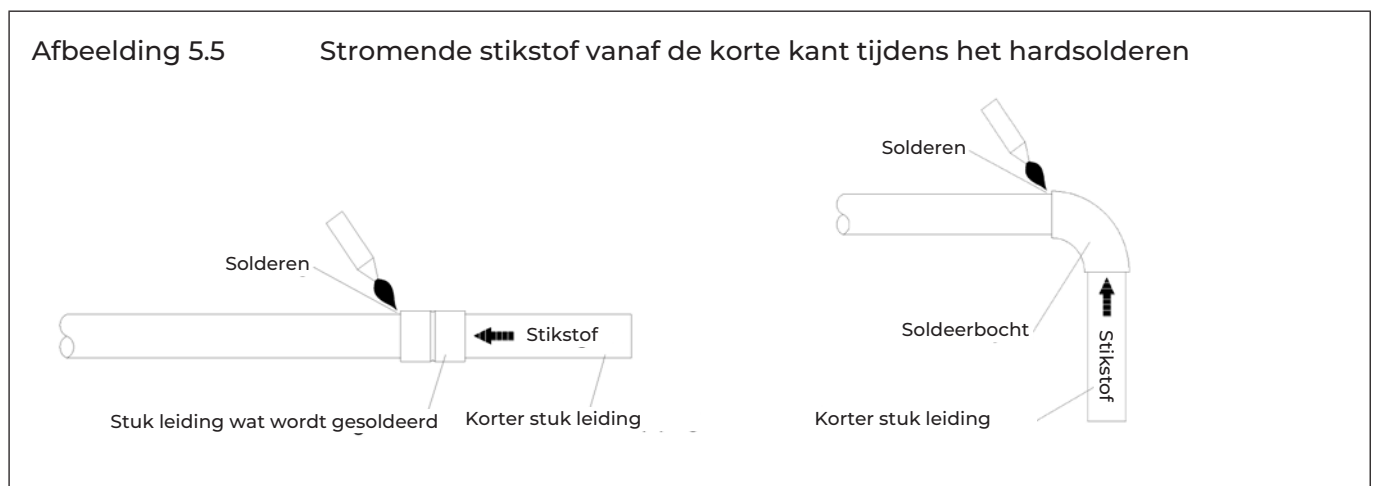 Afbeelding 5.5 Stromende stikstof vanaf de korte kant tijdens het hardsolderen
Solderen
Stikstof
Stuk leiding wat wordt gesoldeerd
Korter stuk leiding
Solderen
Soldeerbocht
Stikstof
Korter stuk leiding